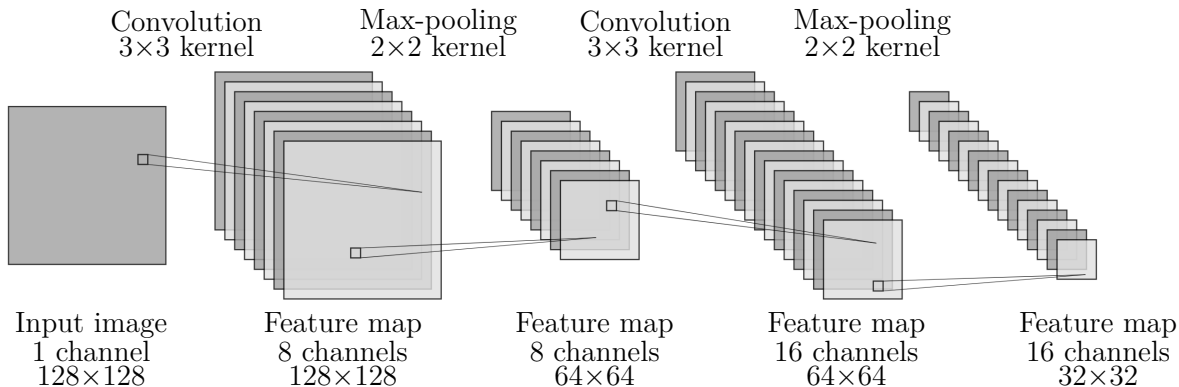 Convolution
3×3 kernel
Max-pooling
2×2 kernel
Convolution
3×3 kernel
Max-pooling
2×2 kernel
Input image
1 channel
128×128
Feature map
8 channels
128×128
Feature map
8 channels
64×64
Feature map
16 channels
64×64
Feature map
16 channels
32×32